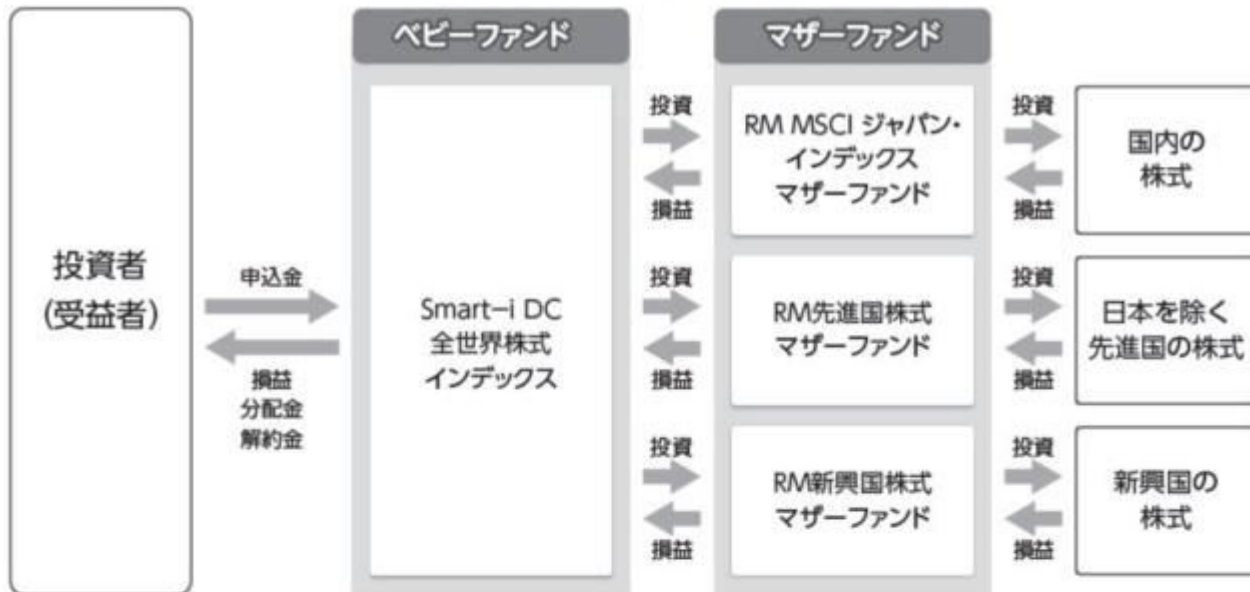 ベビーファンド
マザーファンド
投資者
(受益者)
申込金
損益
分配金
解約金
Smart-i DC
全世界株式
インデックス
投資
損益
RM MSCI ジャパン・
インデックス
マザーファンド
投資
損益
国内の
株式
投資
損益
RM先進国株式
マザーファンド
投資
損益
日本を除く
先進国の株式
投資
損益
RM新興国株式
マザーファンド
投資
損益
新興国の
株式